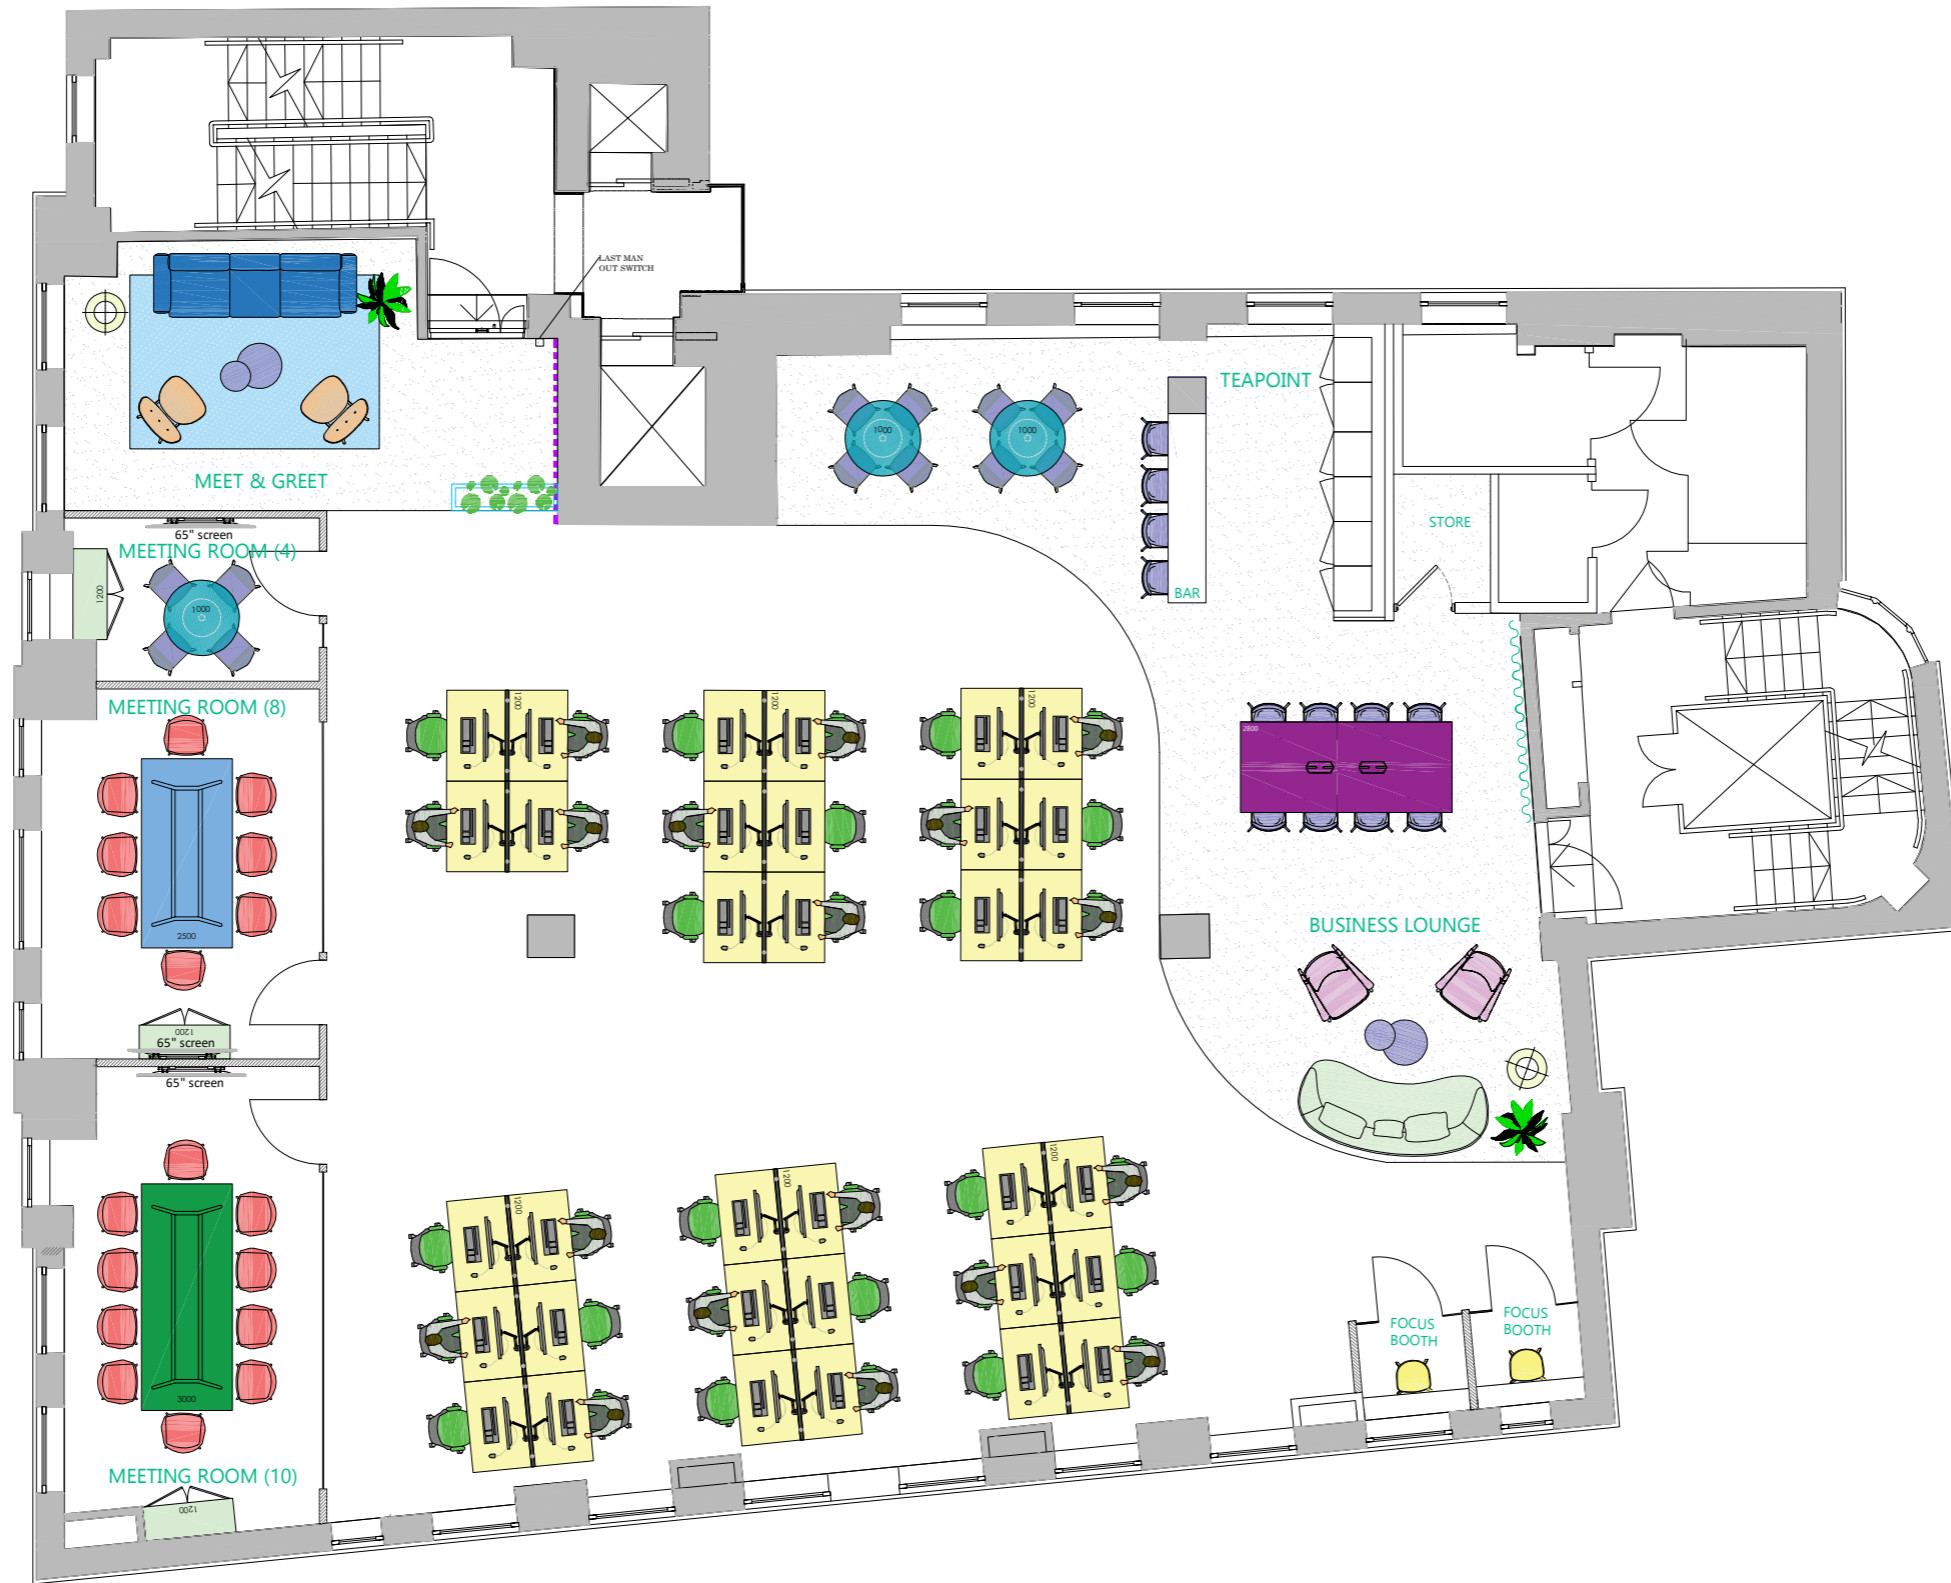 LAST MAN
OUT SWITCH
TEAPOINT
1000
1000
MEET & GREET
STORE
65" screen
MEETING ROOM (4)
1200
1000
BAR
MEETING ROOM (8)
1200
1200
1200
2800
BUSINESS LOUNGE
2500
1200
65" screen
65" screen
1200
1200
1200
FOCUS
BOOTH
FOCUS
BOOTH
3000
MEETING ROOM (10)
1200